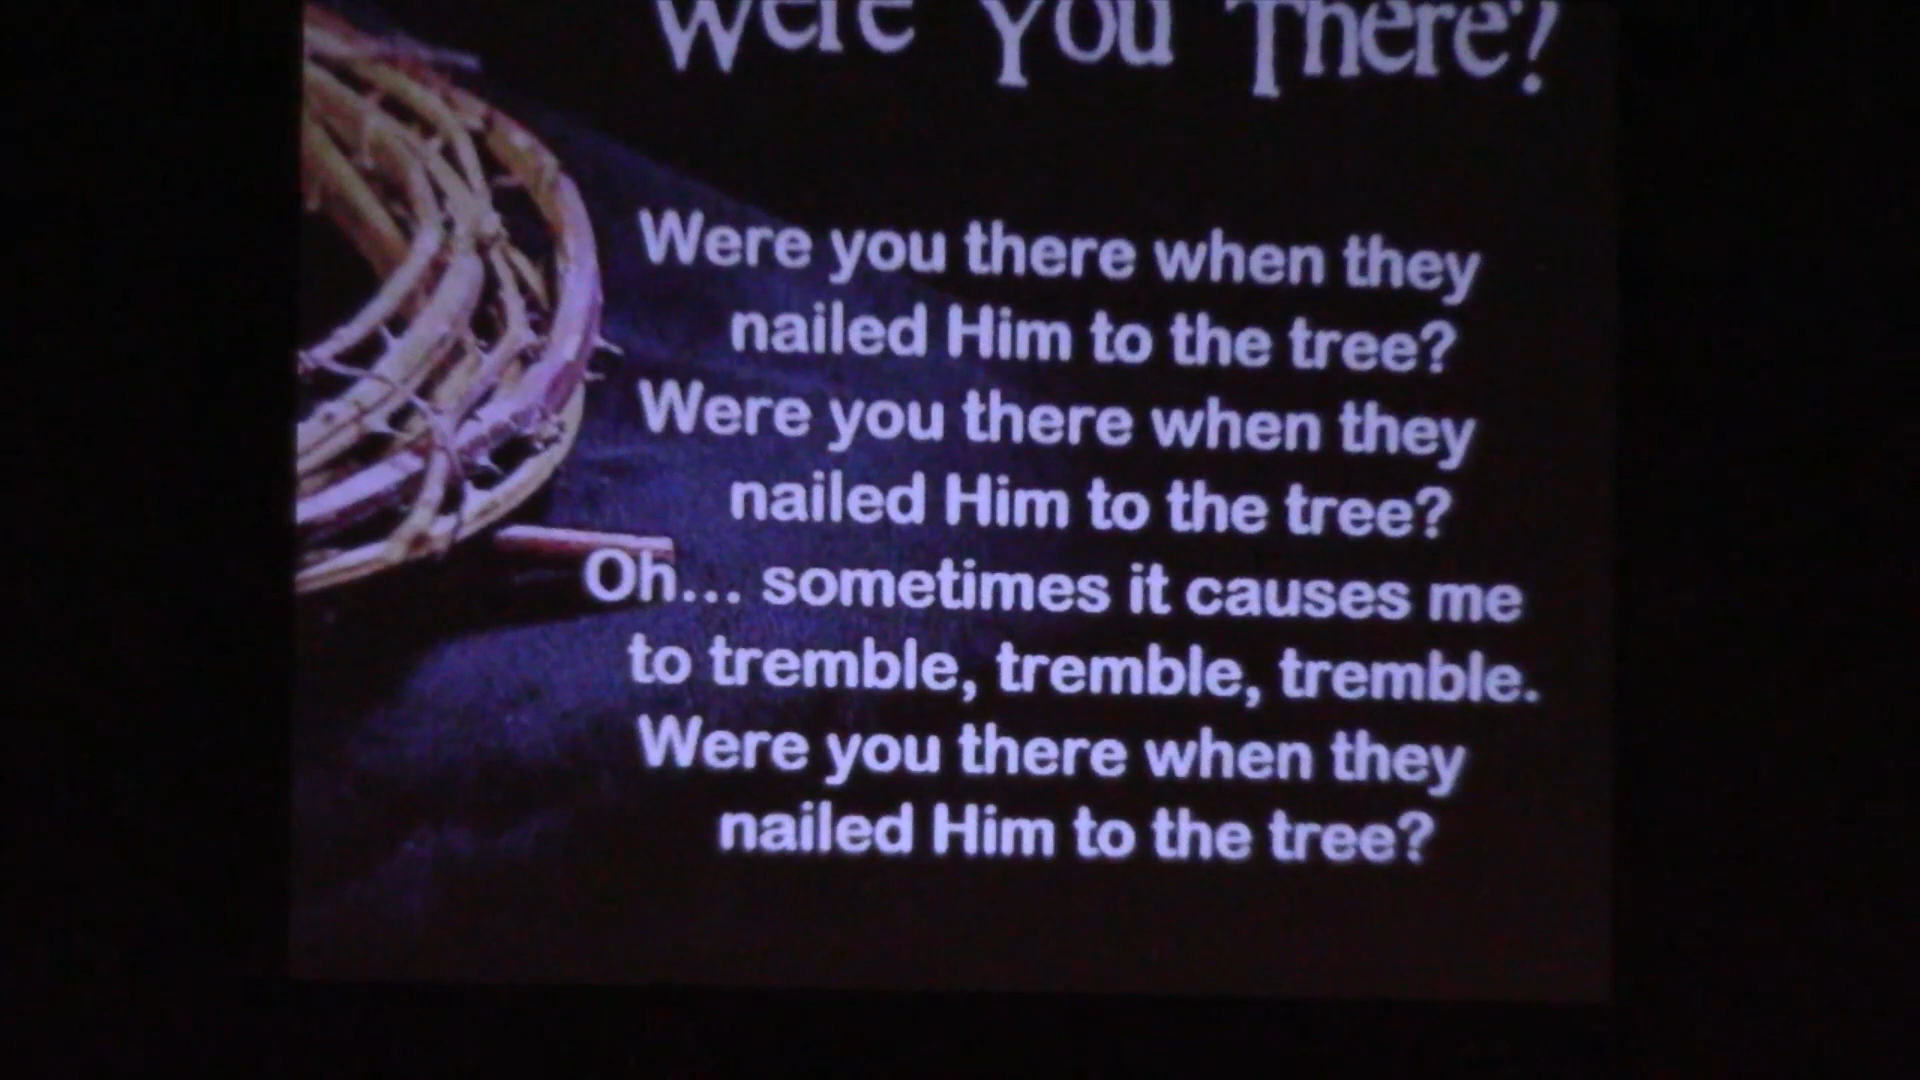 Were You There?
Were you there when they
nailed Him to the tree?
Were you there when they
nailed Him to the tree?
Oh... sometimes it causes me
to tremble, tremble, tremble.
Were you there when they
nailed Him to the tree?